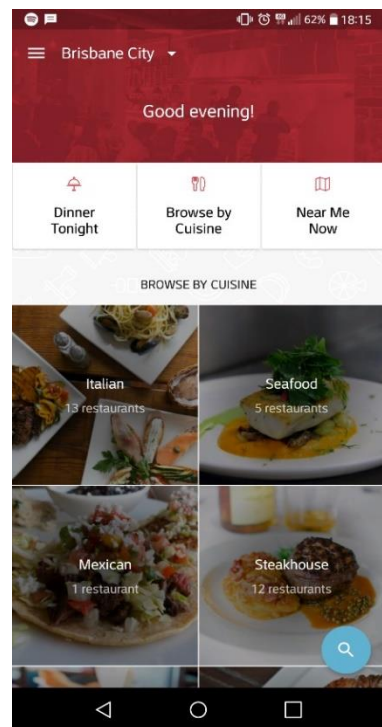 62% 18:15
Brisbane City
Good evening!
Dinner
Tonight
Browse by
Cuisine
Near Me
Now
BROWSE BY CUISINE
Italian
13 restaurants
Seafood
5 restaurants
Mexican
1 restaurant
Steakhouse
12 restaurants